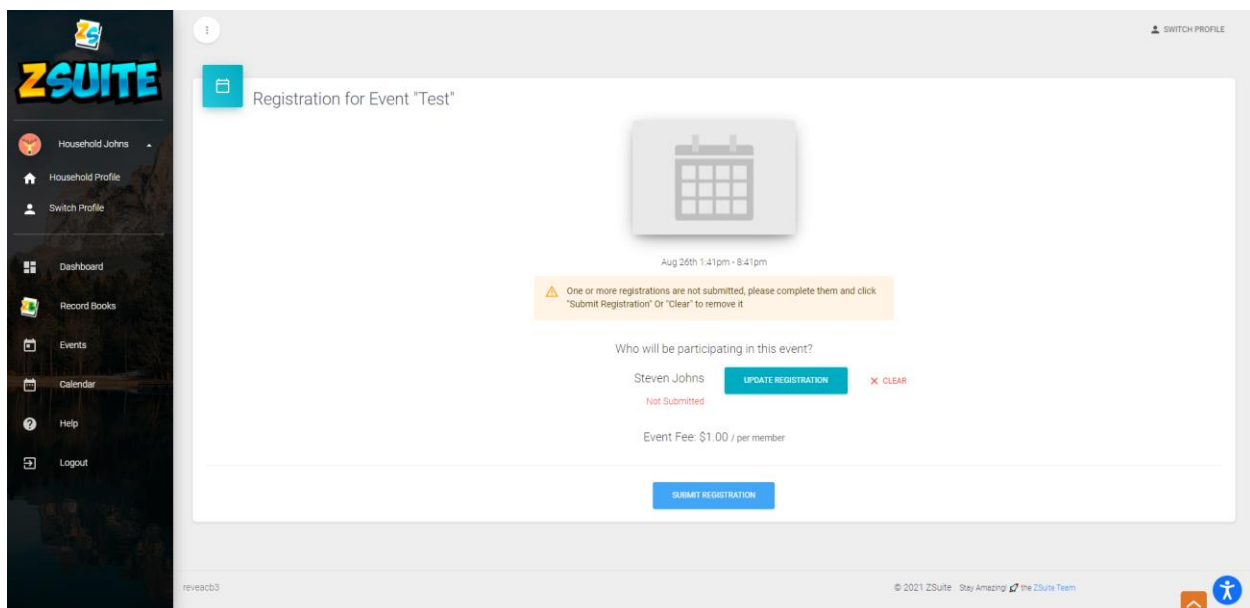 ZSUITE
Household Johns
Household Profile
Switch Profile
Dashboard
Record Books
Events
Calendar
Help
Logout
SWITCH PROFILE
Registration for Event "Test"
Aug 26th 1:41pm - 8:41pm
One or more registrations are not submitted, please complete them and click
"Submit Registration" Or "Clear" to remove it
Who will be participating in this event?
Steven Johns UPDATE REGISTRATION CLEAR
Not Submitted
Event Fee: $1.00 / per member
SUBMIT REGISTRATION
reveacb3 © 2021 ZSuite Stay Amazing! the ZSuite Team